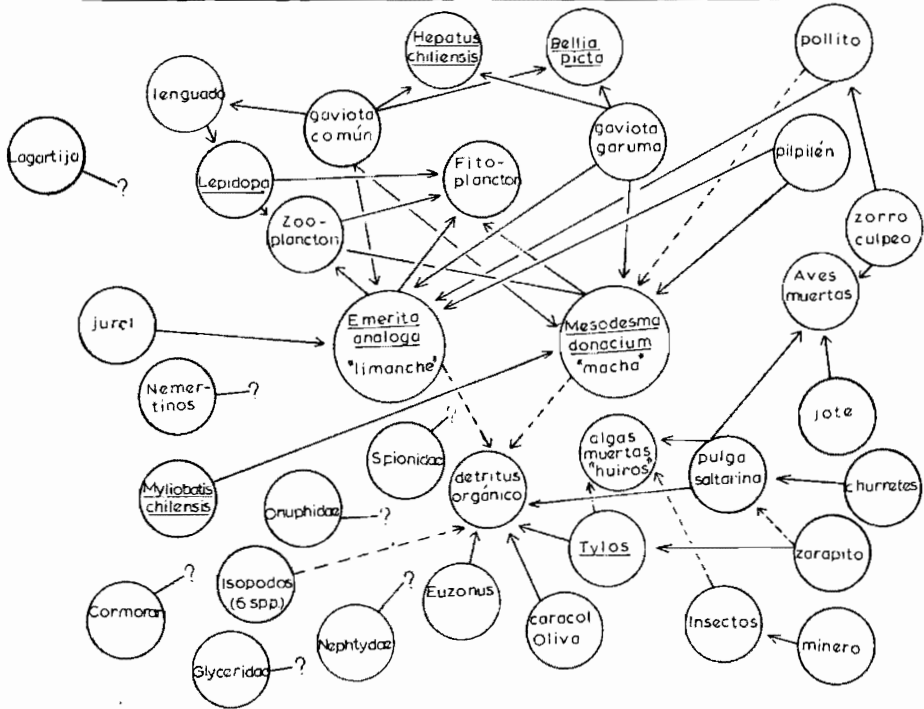 Hepatus
chiliensis
Bellia
picta
pollito
lenguado
gaviota
común
gaviota
garuma
pilpilén
Lagartija
?
Lepidopa
Fito-
plancton
Zoo-
plancton
zorro
culpeo
Aves
muertas
jurel
Emerita
analoga
"limanche"
Mesodesma
donacium
"macha"
Nemer-
tinos
?
jote
Spionidae
?
algas
muertas
"huiros"
pulga
saltarina
Myliobatis
chilensis
detritus
orgánico
churretes
Onuphidae
?
Tylos
zarapito
Isopodos
(6 spp.)
Euzonus
Cormoran
?
caracol
Oliva
Insectos
minero
Nephtydae
?
Glyceridae
?